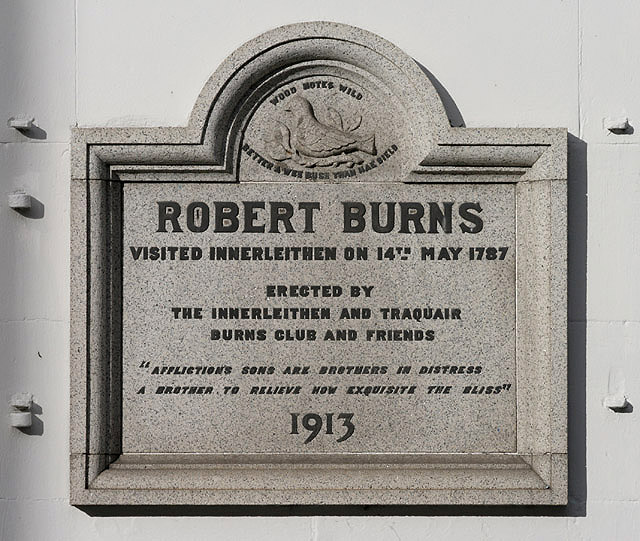 WOOD NOTES WILD
BETTER A WEE BUSH THAN NAE BIELD
ROBERT BURNS
VISITED INNERLEITHEN ON 14TH MAY 1787
ERECTED BY
THE INNERLEITHEN AND TRAQUAIR
BURNS CLUB AND FRIENDS
"AFFLICTION'S SONS ARE BROTHERS IN DISTRESS
A BROTHER TO RELIEVE HOW EXQUISITE THE BLISS"
1913